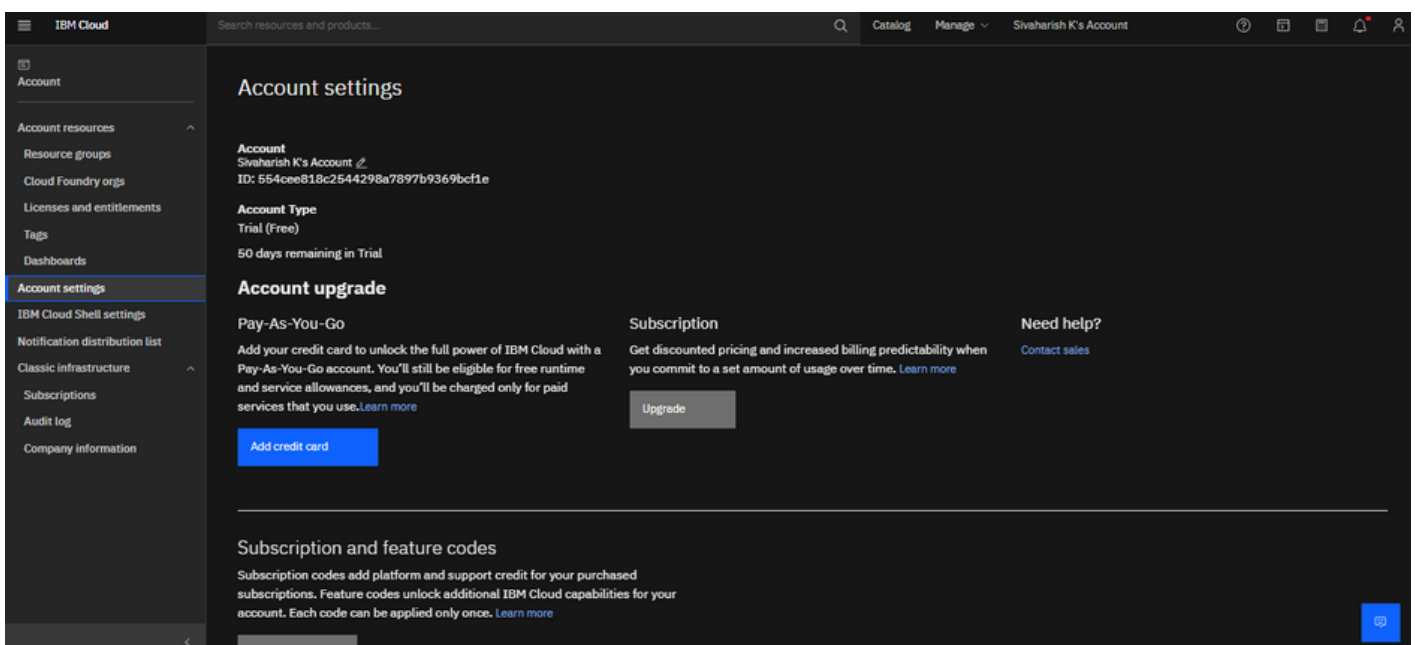 IBM Cloud
Search resources and products...
Catalog
Manage
Sivaharish K's Account
Account
Account resources
Resource groups
Cloud Foundry orgs
Licenses and entitlements
Tags
Dashboards
Account settings
IBM Cloud Shell settings
Notification distribution list
Classic infrastructure
Subscriptions
Audit log
Company information
Account settings
Account
Sivaharish K's Account
ID: 554cee818c2544298a7897b9369bcf1e
Account Type
Trial (Free)
50 days remaining in Trial
Account upgrade
Pay-As-You-Go
Add your credit card to unlock the full power of IBM Cloud with a
Pay-As-You-Go account. You'll still be eligible for free runtime
and service allowances, and you'll be charged only for paid
services that you use.Learn more
Add credit card
Subscription
Get discounted pricing and increased billing predictability when
you commit to a set amount of usage over time. Learn more
Upgrade
Need help?
Contact sales
Subscription and feature codes
Subscription codes add platform and support credit for your purchased
subscriptions. Feature codes unlock additional IBM Cloud capabilities for your
account. Each code can be applied only once. Learn more